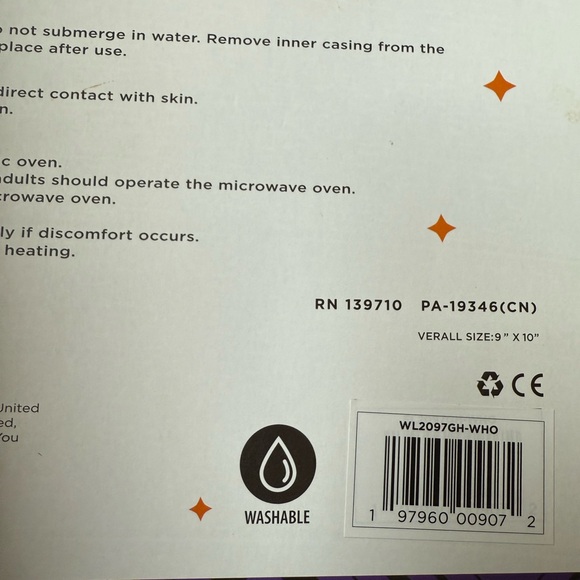 not submerge in water. Remove inner casing from the
place after use.
direct contact with skin.
n.
c oven.
adults should operate the microwave oven.
rowave oven.
ly if discomfort occurs.
heating.
RN 139710 PA-19346(CN)
VERALL SIZE:9" X10"
CE
United
ed,
You
WASHABLE
WL2097GH-WHO
1 97960 00907 2